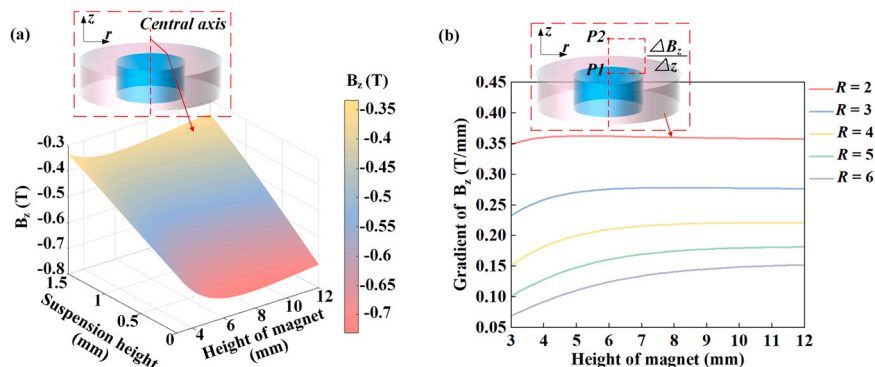 (a)
z
r
Central axis
B_z (T)
-0.35
-0.4
-0.45
-0.5
-0.55
-0.6
-0.65
-0.7
-0.3
-0.4
-0.5
-0.6
-0.7
-0.8
B_z (T)
1.5
1
0.5
0
Suspension height
(mm)
4
6
8
10
12
Height of magnet
(mm)
(b)
z
r
P2
P1
△B_z
△z
0.45
0.40
0.35
0.30
0.25
0.20
0.15
0.10
0.05
Gradient of B_z (T/mm)
3
4
5
6
7
8
9
10
11
12
Height of magnet (mm)
R = 2
R = 3
R = 4
R = 5
R = 6